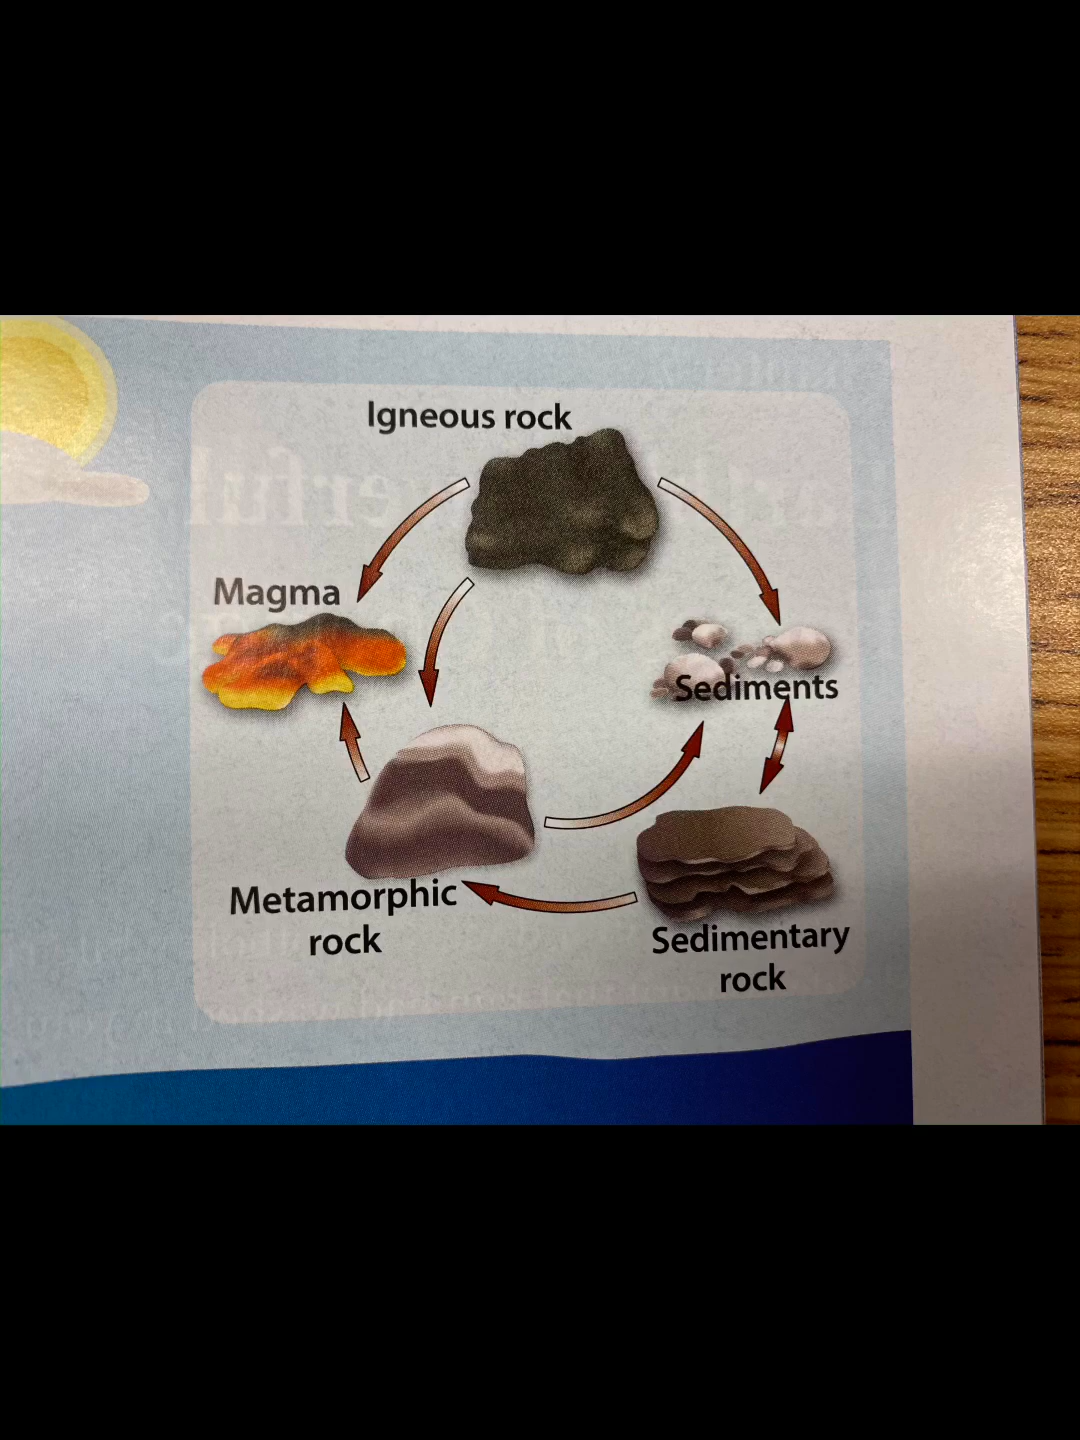 Igneous rock
Magma
Sediments
Metamorphic
rock
Sedimentary
rock